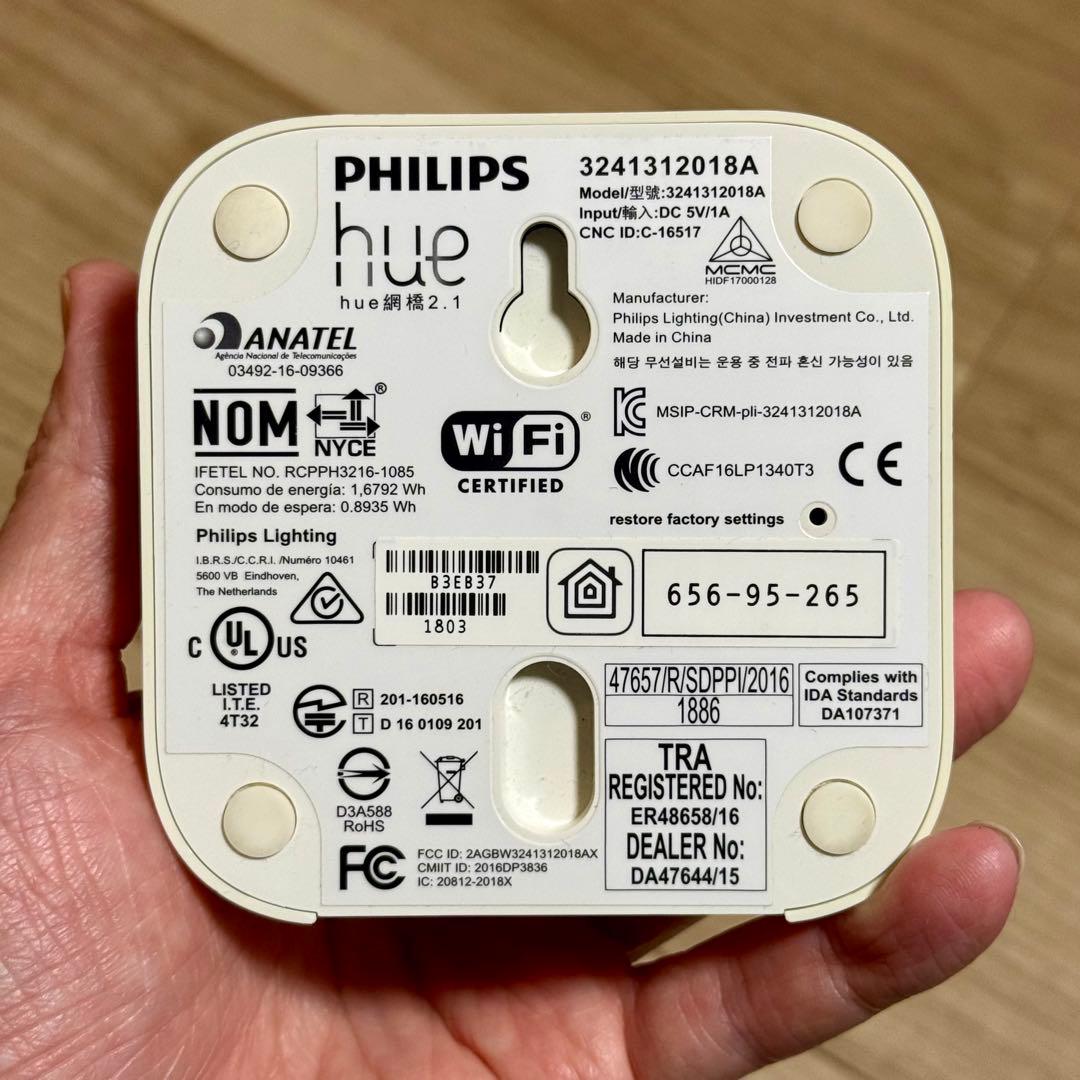 PHILIPS
hue
hue網橋2.1
3241312018A
Model/型號:3241312018A
Input/輸入:DC 5V/1A
CNC ID:C-16517
MCMC
HIDF17000128
Manufacturer:
Philips Lighting(China) Investment Co., Ltd.
Made in China
해당 무선설비는 운용 중 전파 혼신 가능성이 있음
ANATEL
Agência Nacional de Telecomunicações
03492-16-09366
NOM
NYCE
®
IFETEL NO. RCPPH3216-1085
Consumo de energía: 1,6792 Wh
En modo de espera: 0.8935 Wh
Wi Fi ®
CERTIFIED
MSIP-CRM-pli-3241312018A
CCAF16LP1340T3
CE
restore factory settings
Philips Lighting
I.B.R.S./C.C.R.I. /Numéro 10461
5600 VB Eindhoven,
The Netherlands
B3EB37
1803
656-95-265
C UL ® US
LISTED
I.T.E.
4T32
R 201-160516
T D 16 0109 201
47657/R/SDPPI/2016
1886
Complies with
IDA Standards
DA107371
D3A588
RoHS
TRA
REGISTERED No:
ER48658/16
DEALER No:
DA47644/15
FC
FCC ID: 2AGBW3241312018AX
CMIIT ID: 2016DP3836
IC: 20812-2018X